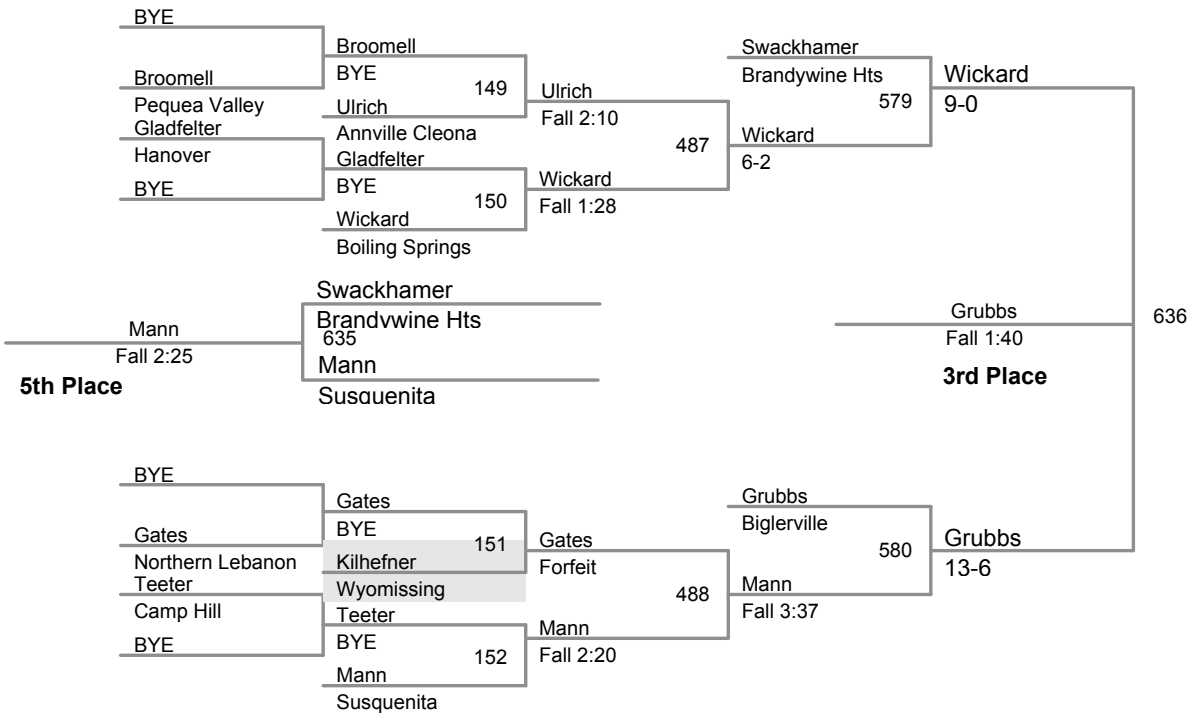 BYE
Broomell
Pequea Valley
Gladfelter
Hanover
BYE
Broomell
BYE
149
Ulrich
Annville Cleona
Gladfelter
BYE
150
Wickard
Boiling Springs
Ulrich
Fall 2:10
487
Wickard
Fall 1:28
Swackhamer
Brandywine Hts
579
Wickard
6-2
Wickard
9-0
Swackhamer
Brandywine Hts
635
Mann
Susquenita
Mann
Fall 2:25
5th Place
Grubbs
Fall 1:40
3rd Place
636
BYE
Gates
Northern Lebanon
Teeter
Camp Hill
BYE
Gates
BYE
151
Kilhefner
Wyomissing
Teeter
BYE
152
Mann
Susquenita
Gates
Forfeit
488
Mann
Fall 2:20
Grubbs
Biglerville
580
Mann
Fall 3:37
Grubbs
13-6